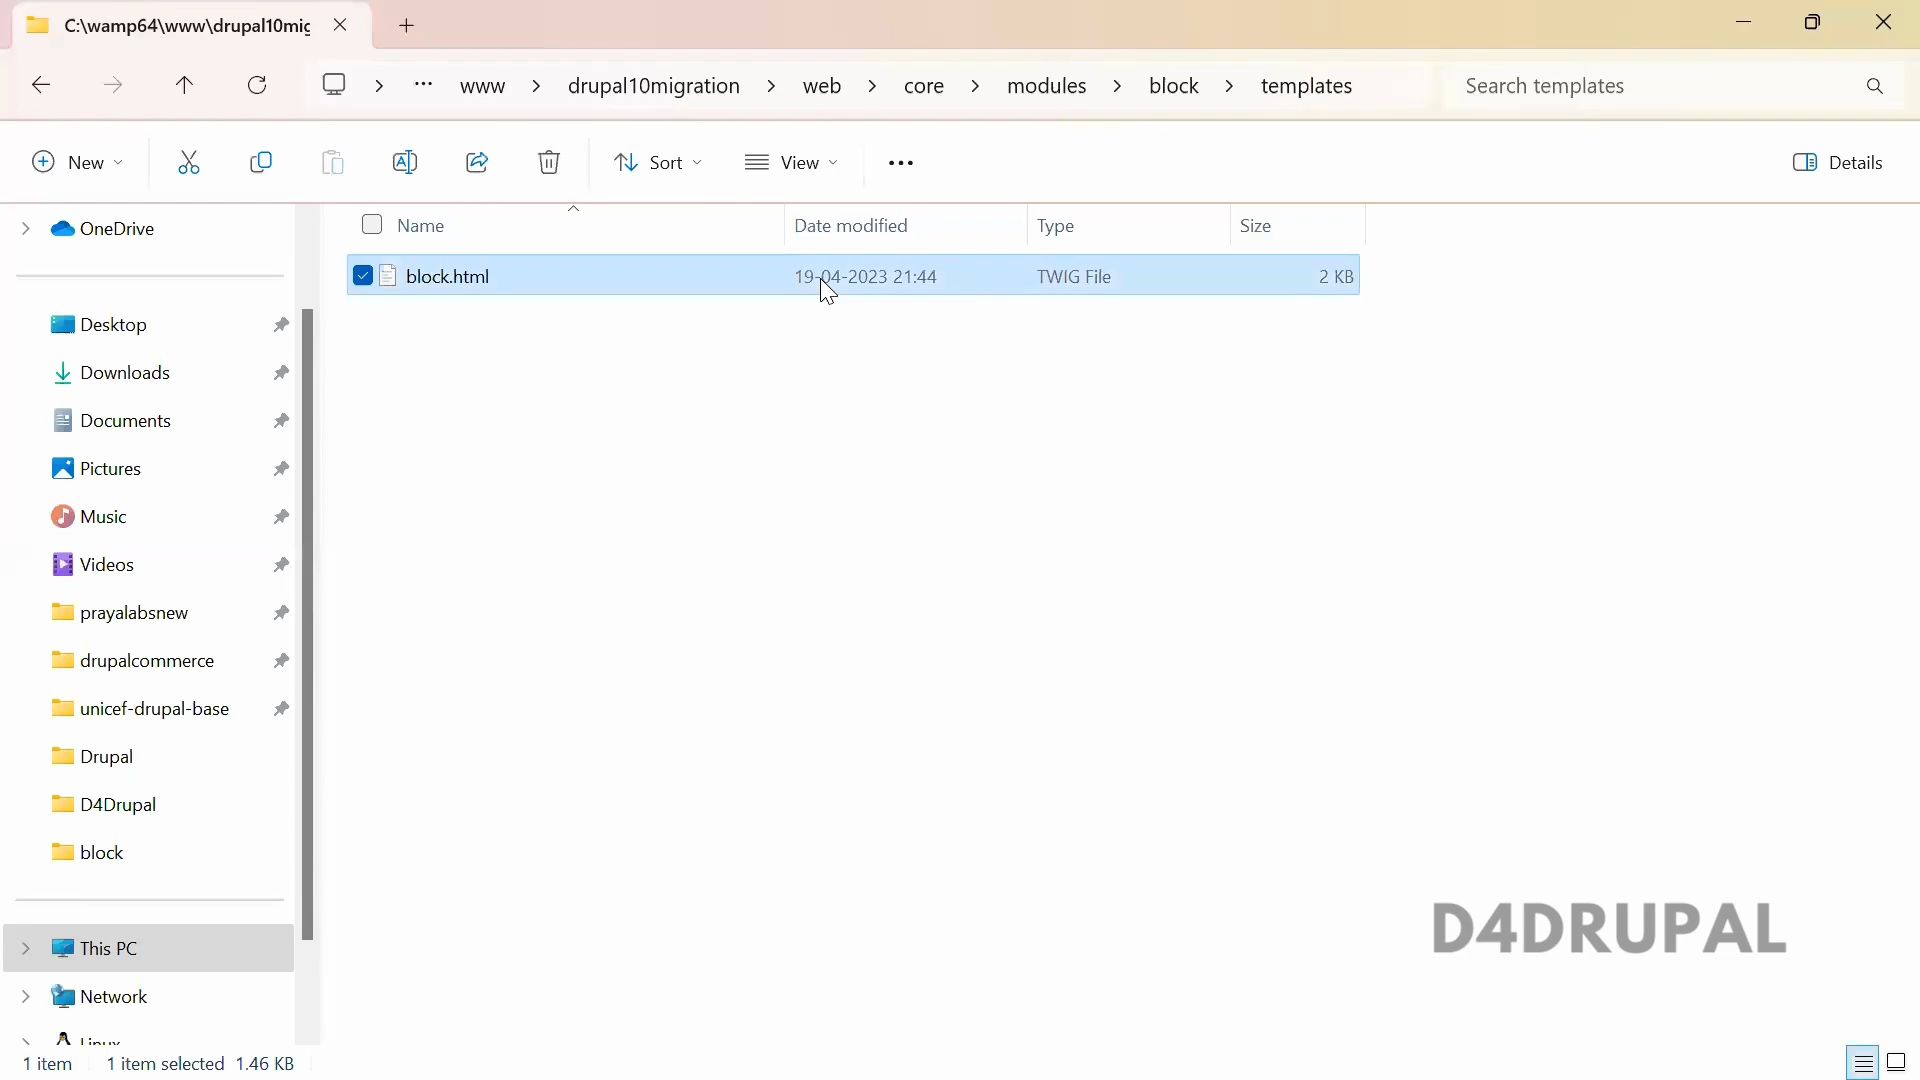 C:\wamp64\www\drupal10mig
www drupal10migration web core modules block templates
Search templates
New
Sort
View
Details
Name Date modified Type Size
block.html 19-04-2023 21:44 TWIG File 2 KB
OneDrive
Desktop
Downloads
Documents
Pictures
Music
Videos
prayalabsnew
drupalcommerce
unicef-drupal-base
Drupal
D4Drupal
block
This PC
Network
Linux
D4DRUPAL
1 item 1 item selected 1.46 KB